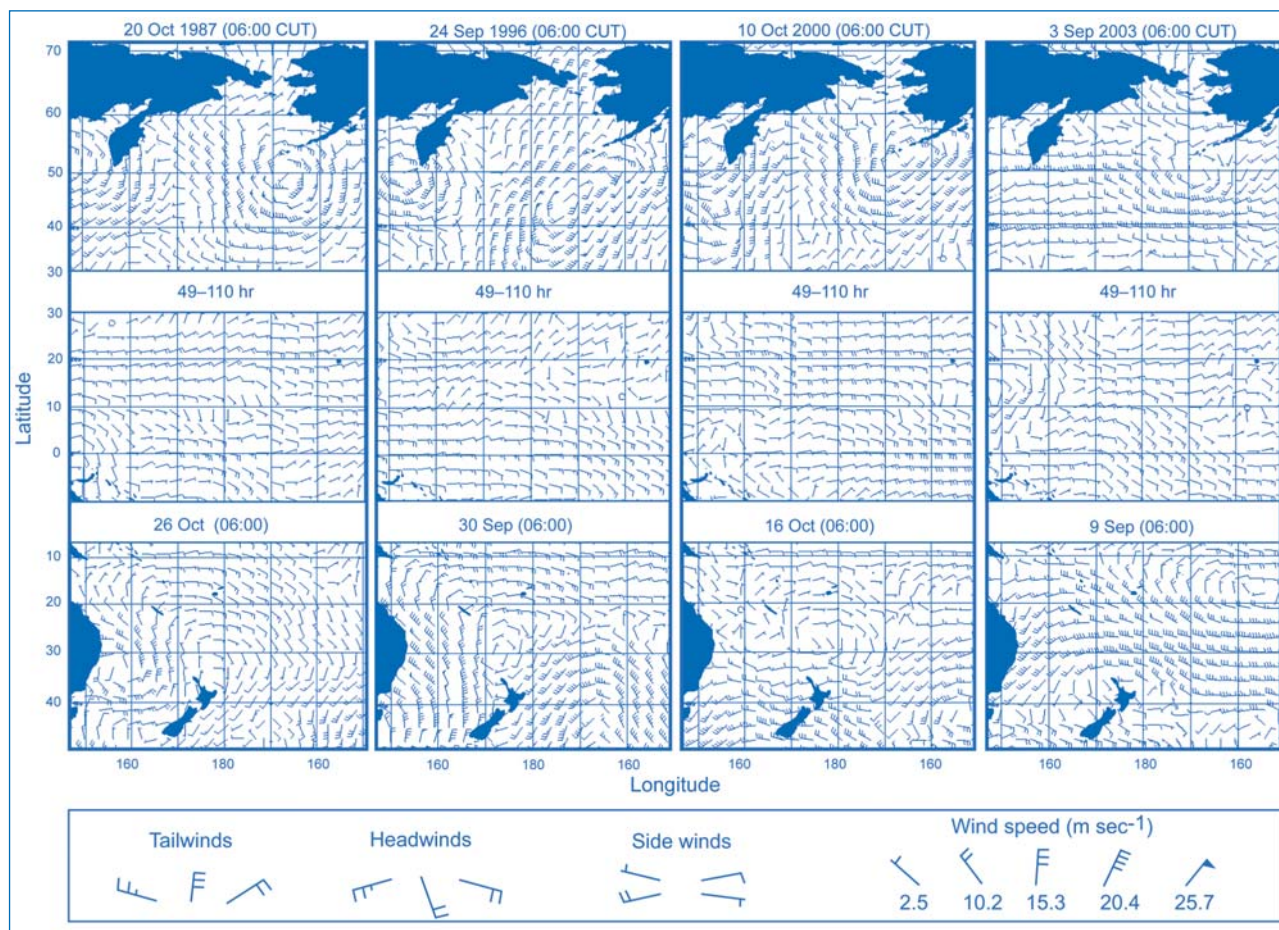 20 Oct 1987 (06:00 CUT) 24 Sep 1996 (06:00 CUT) 10 Oct 2000 (06:00 CUT) 3 Sep 2003 (06:00 CUT)
70
60
50
40
30
49–110 hr 49–110 hr 49–110 hr 49–110 hr
30
20
10
0
Latitude
26 Oct (06:00) 30 Sep (06:00) 16 Oct (06:00) 9 Sep (06:00)
10
20
30
40
160 180 160 160 180 160 160 180 160 160 180 160
Longitude
Tailwinds Headwinds Side winds Wind speed (m sec-1)
2.5 10.2 15.3 20.4 25.7